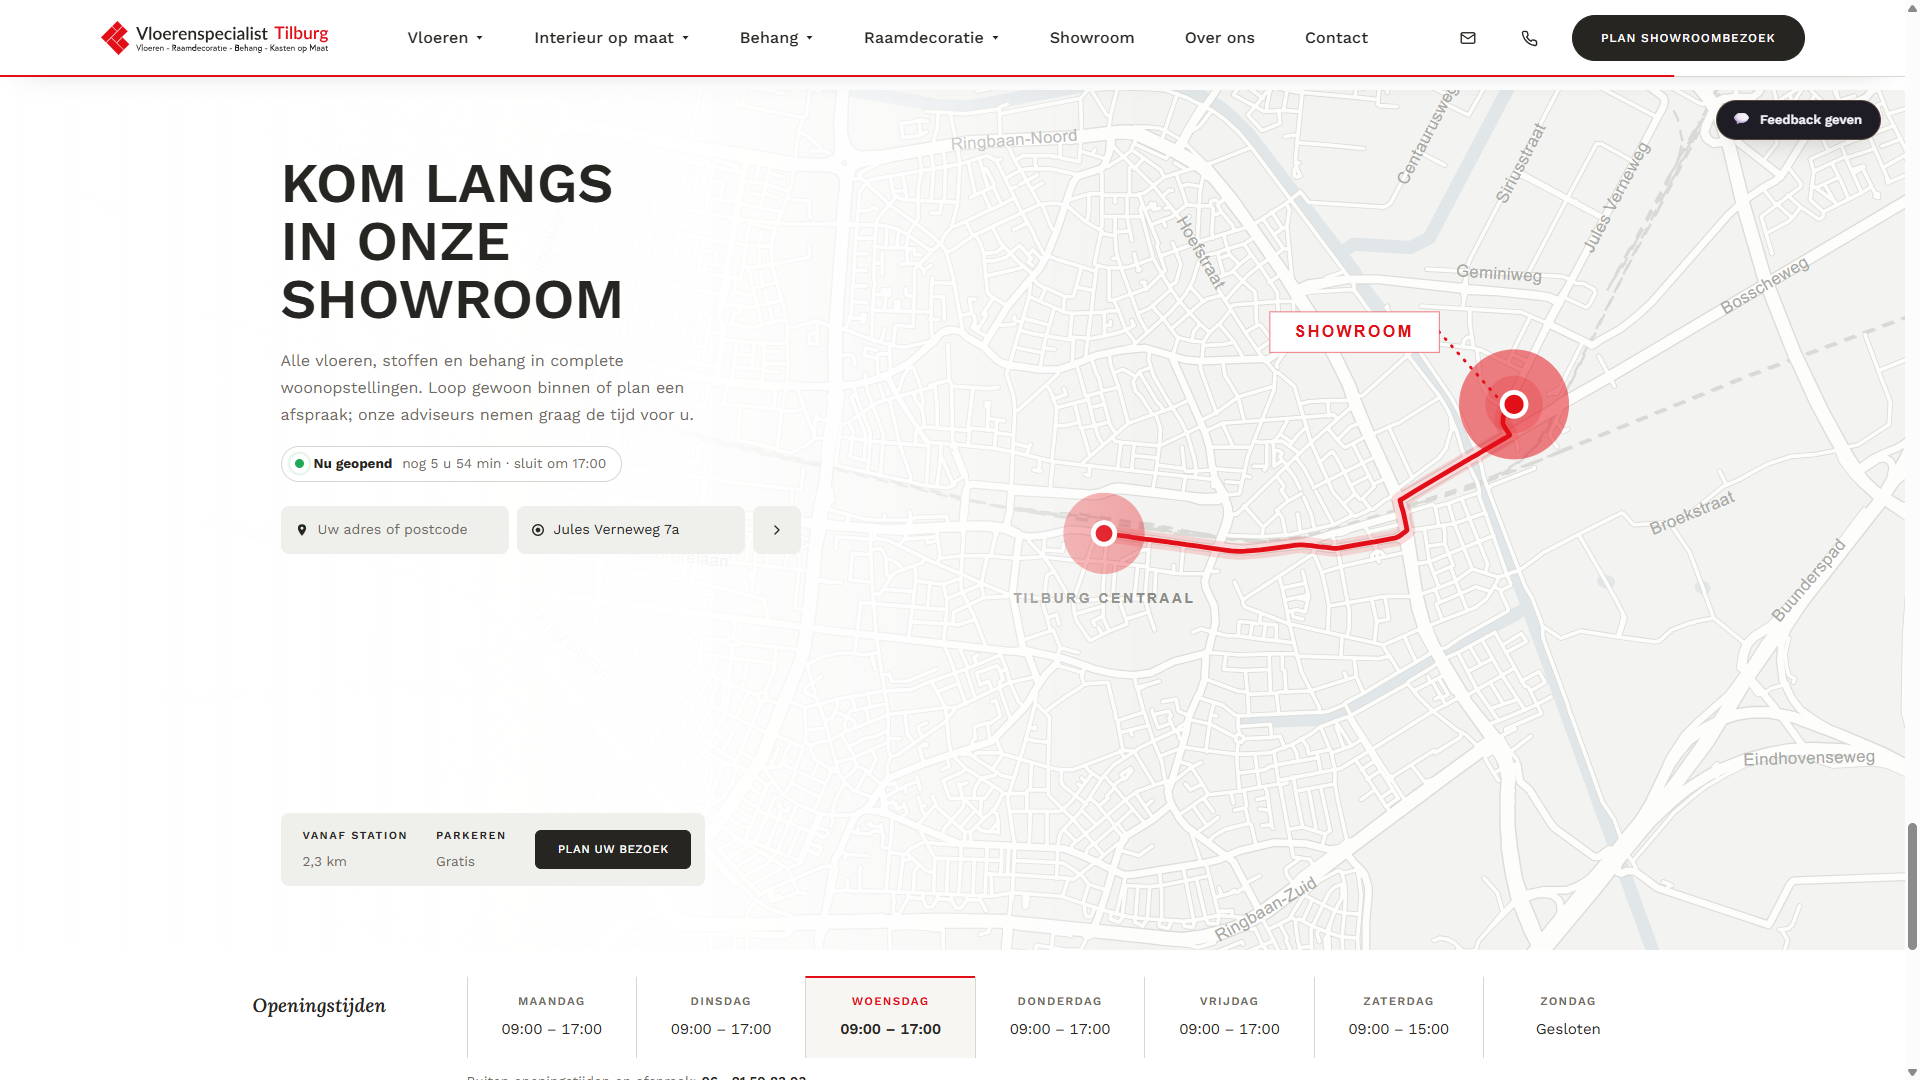 Vloerenspecialist Tilburg
Vloeren - Raamdecoratie - Behang - Kasten op Maat
Vloeren
Interieur op maat
Behang
Raamdecoratie
Showroom
Over ons
Contact
PLAN SHOWROOMBEZOEK
Feedback geven
KOM LANGS
IN ONZE
SHOWROOM
Alle vloeren, stoffen en behang in complete
woonopstellingen. Loop gewoon binnen of plan een
afspraak; onze adviseurs nemen graag de tijd voor u.
Nu geopend nog 5 u 54 min · sluit om 17:00
Uw adres of postcode
Jules Verneweg 7a
VANAF STATION
2,3 km
PARKEREN
Gratis
PLAN UW BEZOEK
Ringbaan-Noord
Centaurusweg
Siriusstraat
Jules Verneweg
Hoefstraat
Geminiweg
Bosscheweg
SHOWROOM
TILBURG CENTRAAL
Broekstraat
Buunderspad
Eindhovenseweg
Ringbaan-Zuid
Openingstijden
MAANDAG
09:00 – 17:00
DINSDAG
09:00 – 17:00
WOENSDAG
09:00 – 17:00
DONDERDAG
09:00 – 17:00
VRIJDAG
09:00 – 17:00
ZATERDAG
09:00 – 15:00
ZONDAG
Gesloten